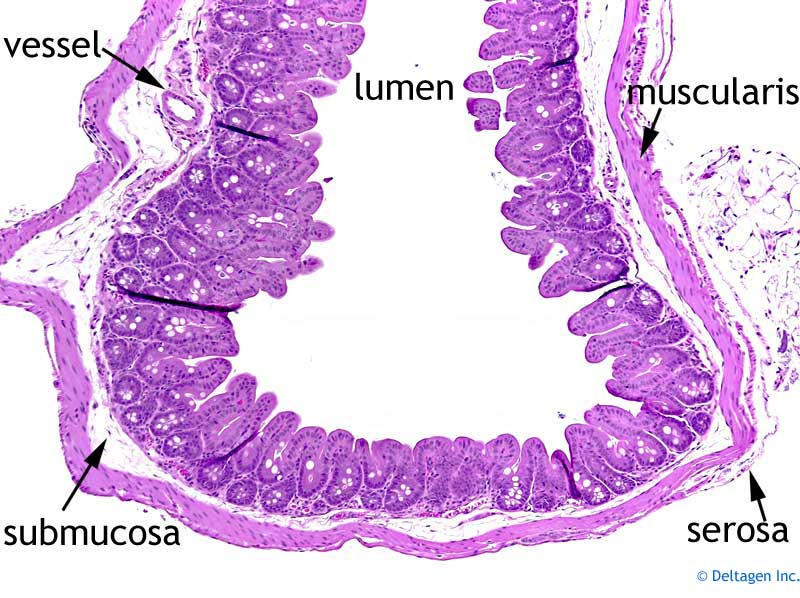 vessel
lumen
muscularis
submucosa
serosa
© Deltagen Inc.